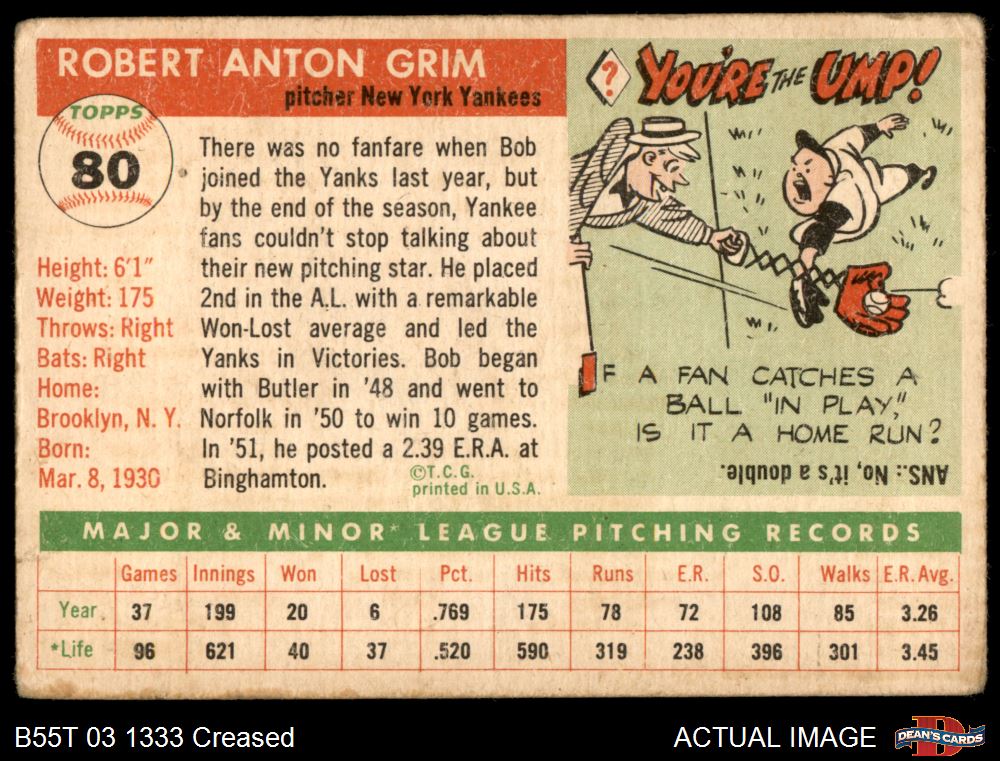 ROBERT ANTON GRIM
pitcher New York Yankees
TOPPS
80
There was no fanfare when Bob
joined the Yanks last year, but
by the end of the season, Yankee
fans couldn't stop talking about
their new pitching star. He placed
2nd in the A.L. with a remarkable
Won-Lost average and led the
Yanks in Victories. Bob began
with Butler in '48 and went to
Norfolk in '50 to win 10 games.
In '51, he posted a 2.39 E.R.A. at
Binghamton.
©T.C.G.
printed in U.S.A.
Height: 6'1"
Weight: 175
Throws: Right
Bats: Right
Home:
Brooklyn, N. Y.
Born:
Mar. 8, 1930
? YOU'RE THE UMP!
IF A FAN CATCHES A
BALL "IN PLAY,"
IS IT A HOME RUN?
ANS.: No, it's a double.
MAJOR & MINOR* LEAGUE PITCHING RECORDS
Games Innings Won Lost Pct. Hits Runs E.R. S.O. Walks E.R. Avg.
Year 37 199 20 6 .769 175 78 72 108 85 3.26
*Life 96 621 40 37 .520 590 319 238 396 301 3.45
B55T 03 1333 Creased
ACTUAL IMAGE
DEAN'S CARDS